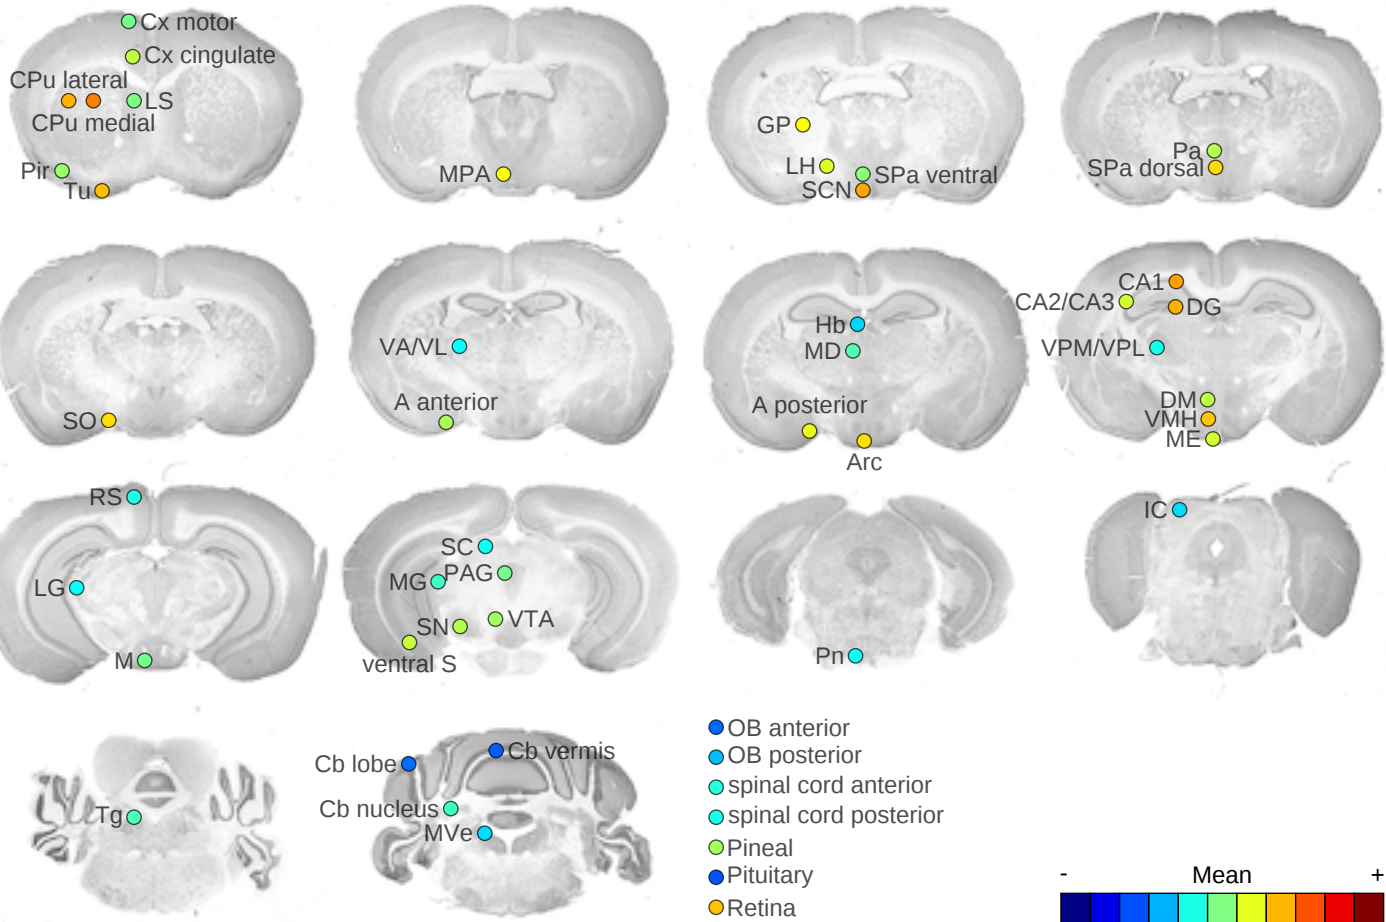 Cx motor
Cx cingulate
CPu lateral
LS
CPu medial
Pir
Tu
MPA
GP
LH
SPa ventral
SCN
Pa
SPa dorsal
SO
VA/VL
A anterior
Hb
MD
A posterior
Arc
CA1
CA2/CA3
DG
VPM/VPL
DM
VMH
ME
RS
LG
M
SC
MG
PAG
SN
VTA
ventral S
Pn
IC
Tg
Cb lobe
Cb vermis
Cb nucleus
MVe
OB anterior
OB posterior
spinal cord anterior
spinal cord posterior
Pineal
Pituitary
Retina
- Mean +